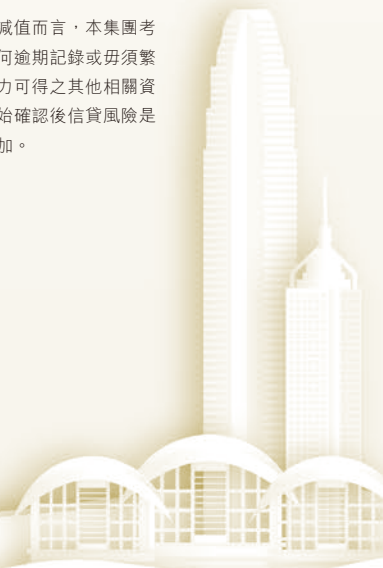 減值而言，本集團考
何逾期記錄或毋須繁
力可得之其他相關資
始確認後信貸風險是
加。